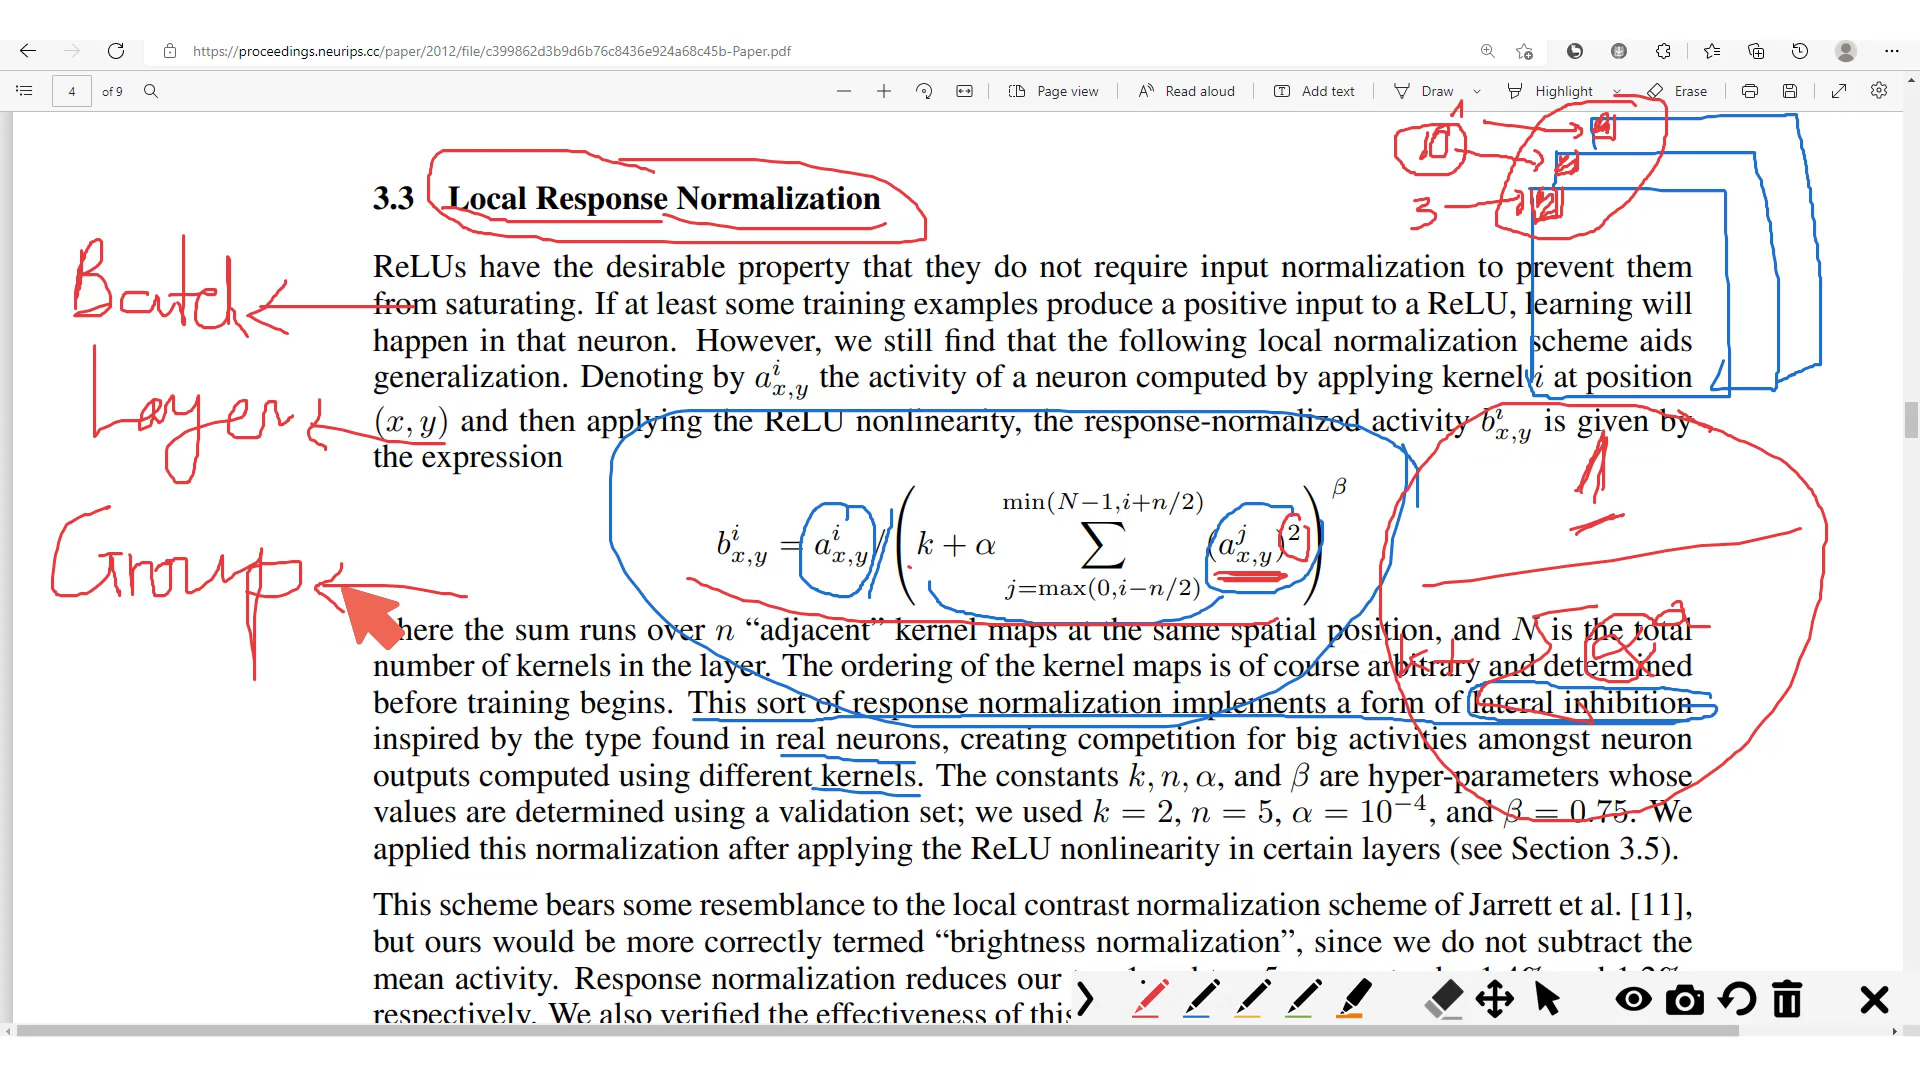 https://proceedings.neurips.cc/paper/2012/file/c399862d3b9d6b76c8436e924a68c45b-Paper.pdf
4 of 9 Page view Read aloud Add text Draw Highlight Erase
1
10
3
3.3 Local Response Normalization
Batch
Layer
Group
ReLUs have the desirable property that they do not require input normalization to prevent them
from saturating. If at least some training examples produce a positive input to a ReLU, learning will
happen in that neuron. However, we still find that the following local normalization scheme aids
generalization. Denoting by a^i_{x,y} the activity of a neuron computed by applying kernel i at position
(x, y) and then applying the ReLU nonlinearity, the response-normalized activity b^i_{x,y} is given by
the expression
b^i_{x,y} = a^i_{x,y} / ( k + α ∑_{j=max(0,i−n/2)}^{min(N−1,i+n/2)} (a^j_{x,y})^2 )^β
1
k+
where the sum runs over n “adjacent” kernel maps at the same spatial position, and N is the total
number of kernels in the layer. The ordering of the kernel maps is of course arbitrary and determined
before training begins. This sort of response normalization implements a form of lateral inhibition
inspired by the type found in real neurons, creating competition for big activities amongst neuron
outputs computed using different kernels. The constants k, n, α, and β are hyper-parameters whose
values are determined using a validation set; we used k = 2, n = 5, α = 10^{−4}, and β = 0.75. We
applied this normalization after applying the ReLU nonlinearity in certain layers (see Section 3.5).
This scheme bears some resemblance to the local contrast normalization scheme of Jarrett et al. [11],
but ours would be more correctly termed “brightness normalization”, since we do not subtract the
mean activity. Response normalization reduces our
respectively. We also verified the effectiveness of this